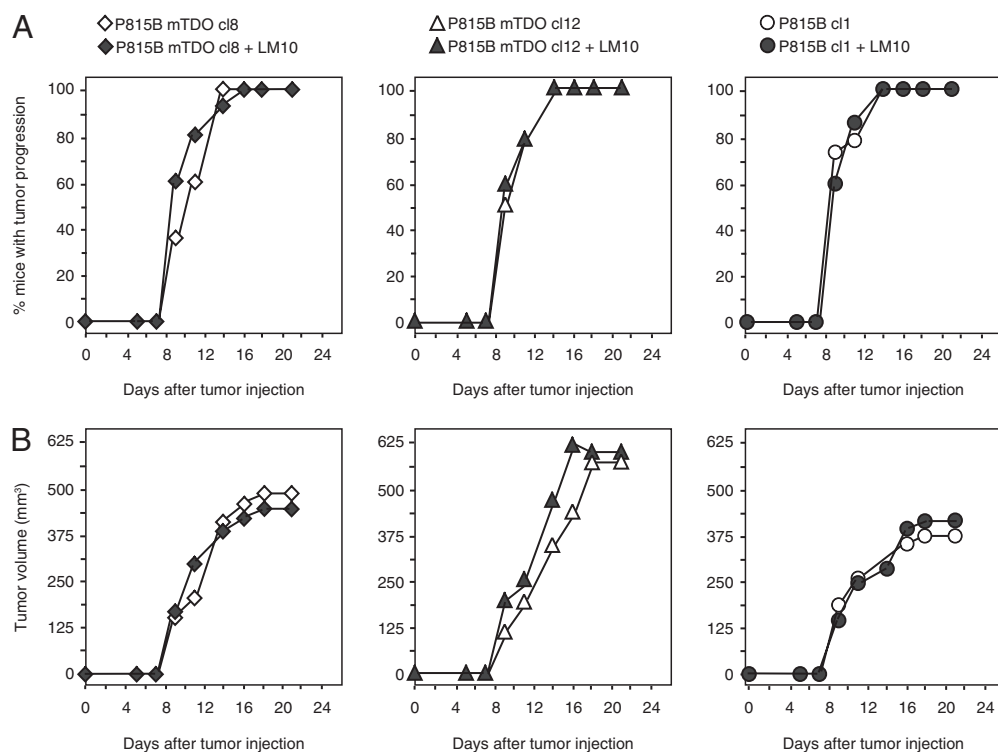 A
P815B mTDO cl8
P815B mTDO cl8 + LM10
P815B mTDO cl12
P815B mTDO cl12 + LM10
P815B cl1
P815B cl1 + LM10
% mice with tumor progression
100
80
60
40
20
0
0 4 8 12 16 20 24
Days after tumor injection
100
80
60
40
20
0
0 4 8 12 16 20 24
Days after tumor injection
100
80
60
40
20
0
0 4 8 12 16 20 24
Days after tumor injection
B
Tumor volume (mm³)
625
500
375
250
125
0
0 4 8 12 16 20 24
Days after tumor injection
625
500
375
250
125
0
0 4 8 12 16 20 24
Days after tumor injection
625
500
375
250
125
0
0 4 8 12 16 20 24
Days after tumor injection